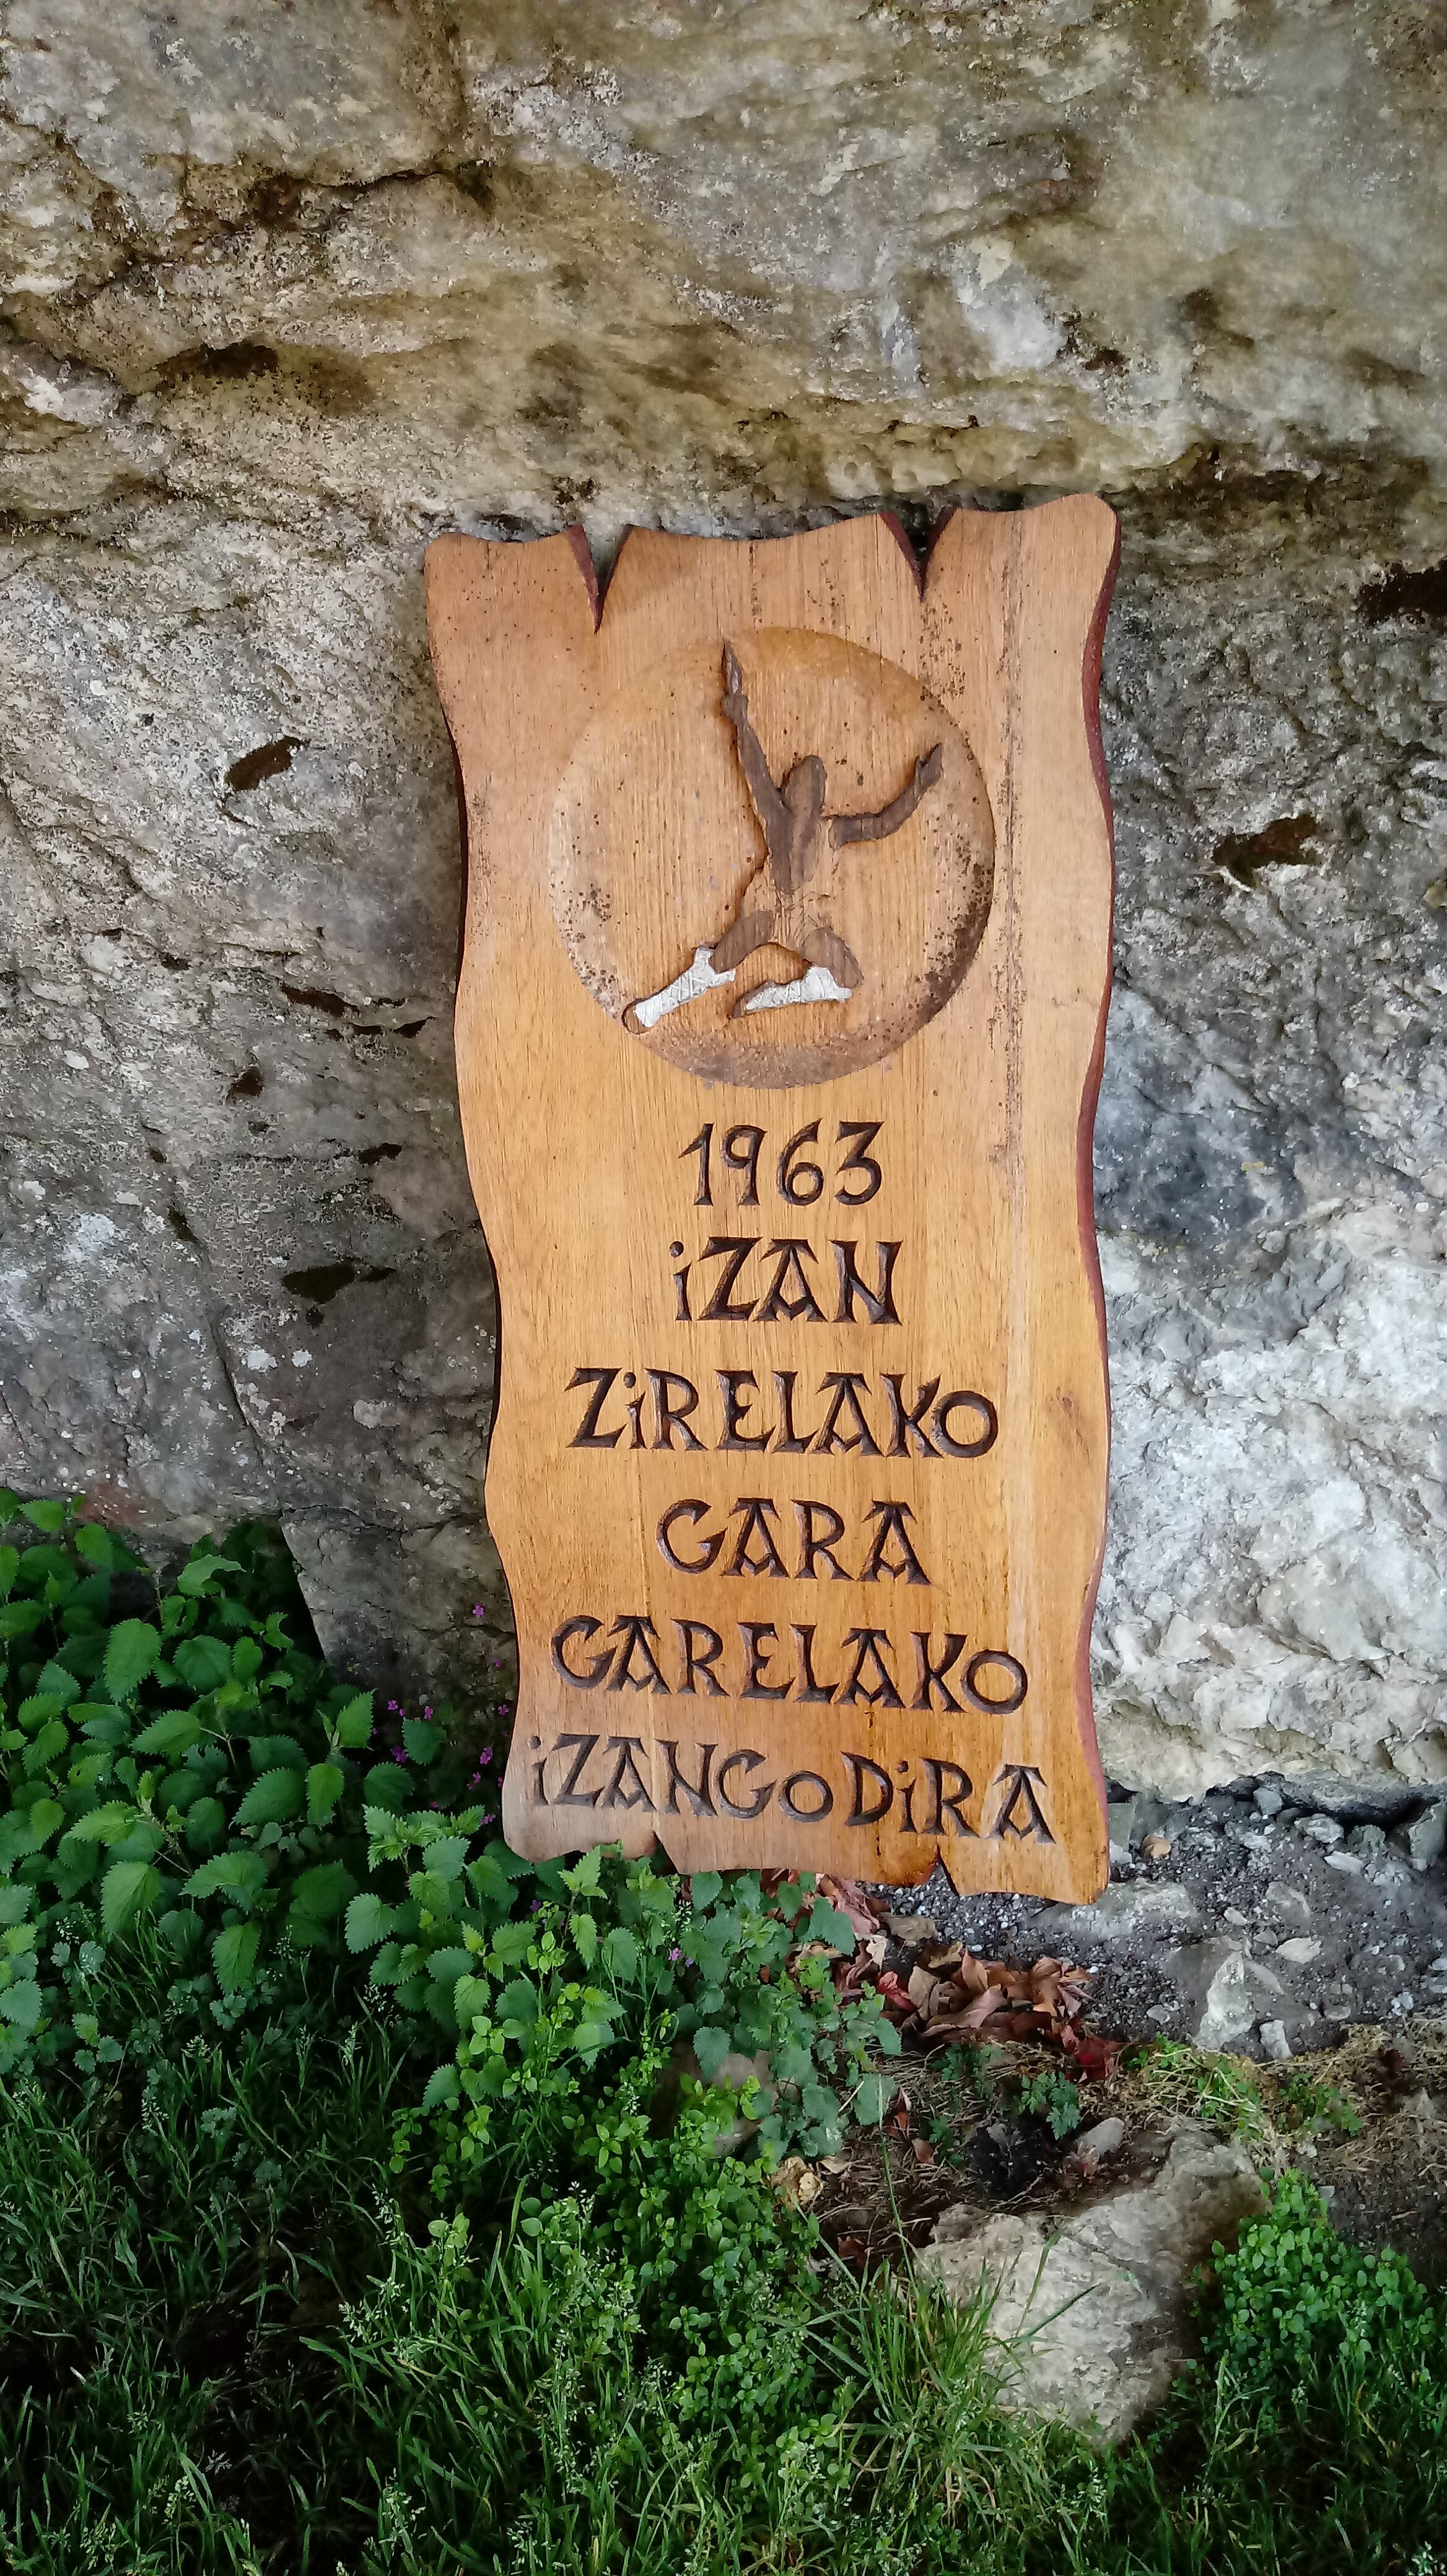 1963
iZAN
ZiRELAKO
GARA
GARELAKO
iZANGO DiRA